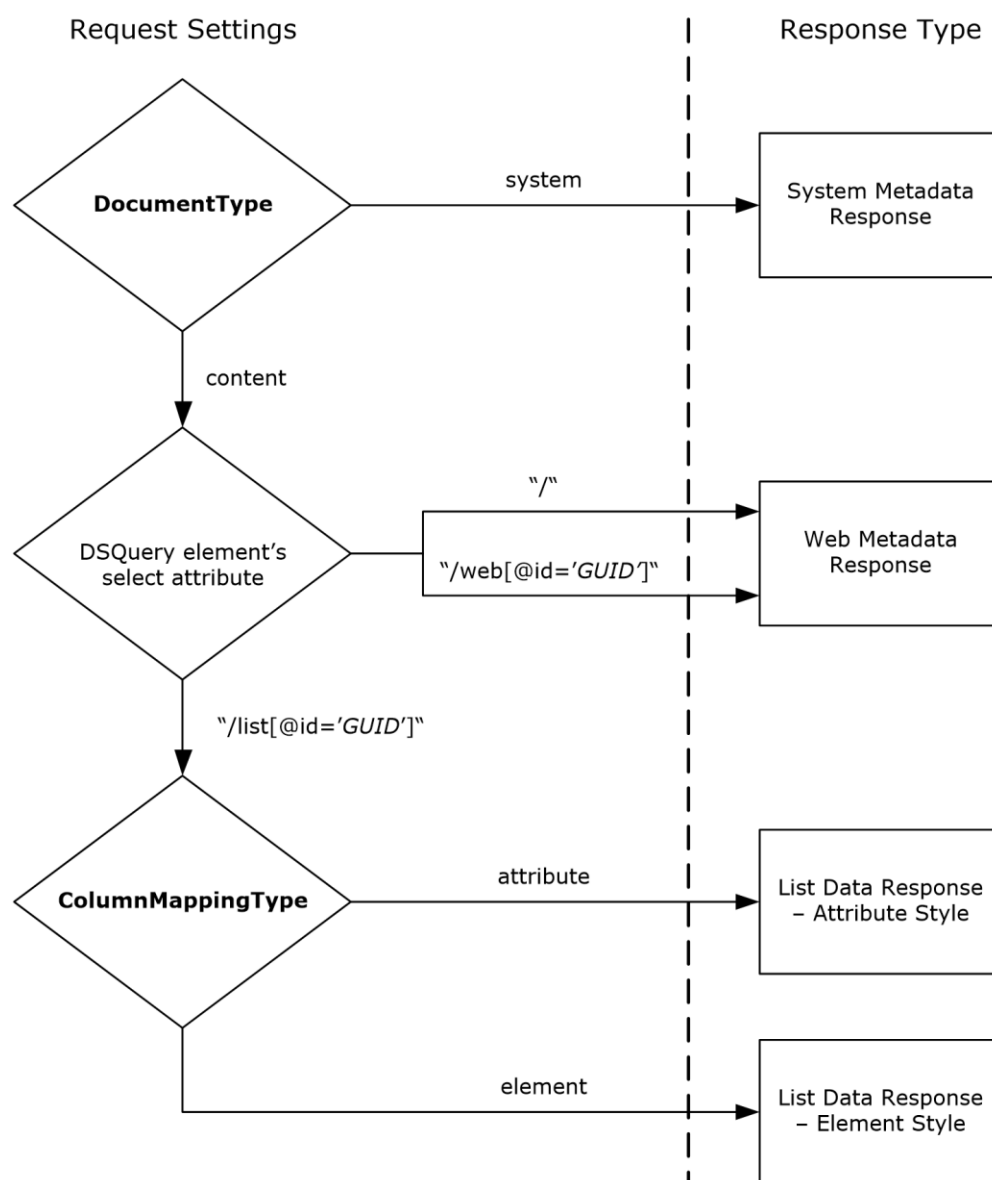 Request Settings
Response Type
DocumentType
system
System Metadata
Response
content
DSQuery element's
select attribute
“/“
“/web[@id=’GUID’]“
Web Metadata
Response
“/list[@id=’GUID’]“
ColumnMappingType
attribute
List Data Response
– Attribute Style
element
List Data Response
– Element Style